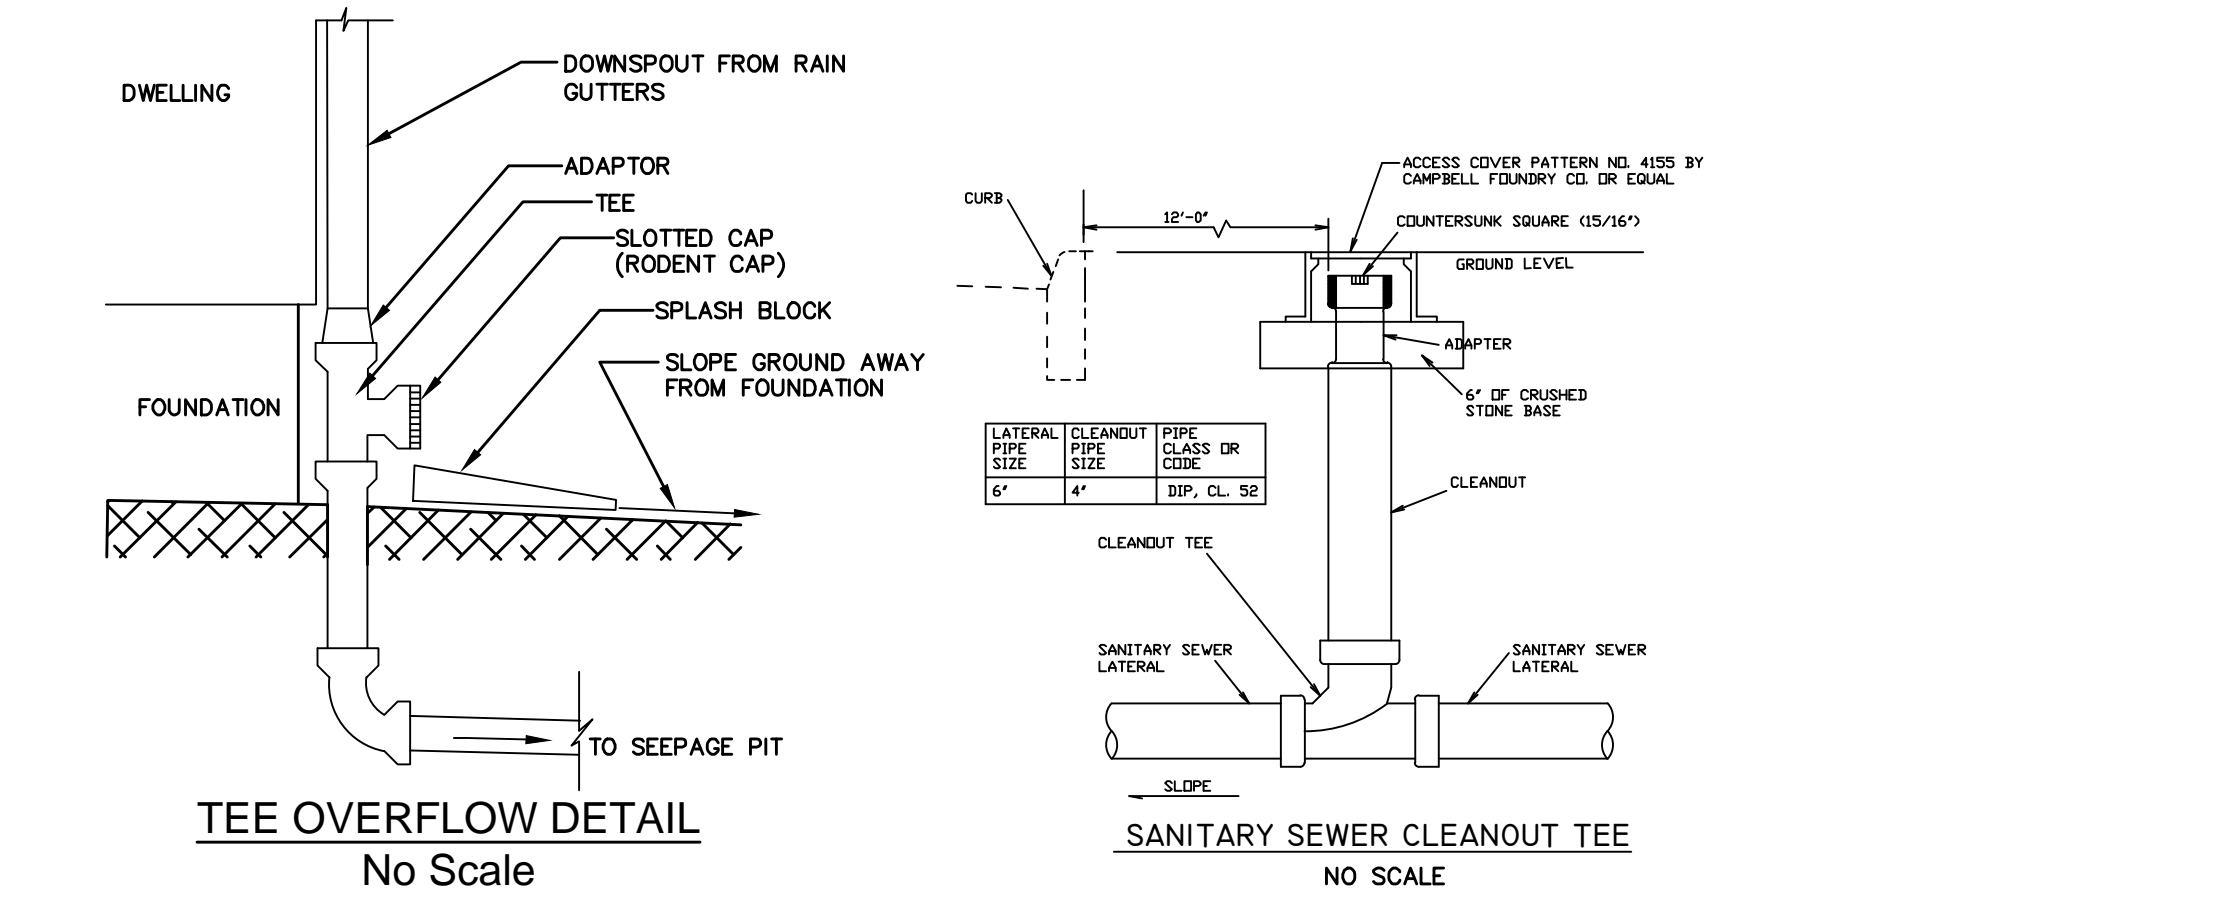 DWELLING
DOWNSPOUT FROM RAIN
GUTTERS
ADAPTOR
TEE
SLOTTED CAP
(RODENT CAP)
SPLASH BLOCK
SLOPE GROUND AWAY
FROM FOUNDATION
FOUNDATION
TO SEEPAGE PIT
TEE OVERFLOW DETAIL
No Scale
ACCESS COVER PATTERN NO. 4155 BY
CAMPBELL FOUNDRY CO. OR EQUAL
CURB
12'-0"
COUNTERSUNK SQUARE (15/16")
GROUND LEVEL
ADAPTER
6" OF CRUSHED
STONE BASE
LATERAL CLEANOUT PIPE
PIPE PIPE CLASS OR
SIZE SIZE CODE
6" 4" DIP, CL. 52
CLEANOUT
CLEANOUT TEE
SANITARY SEWER
LATERAL
SANITARY SEWER
LATERAL
SLOPE
SANITARY SEWER CLEANOUT TEE
NO SCALE